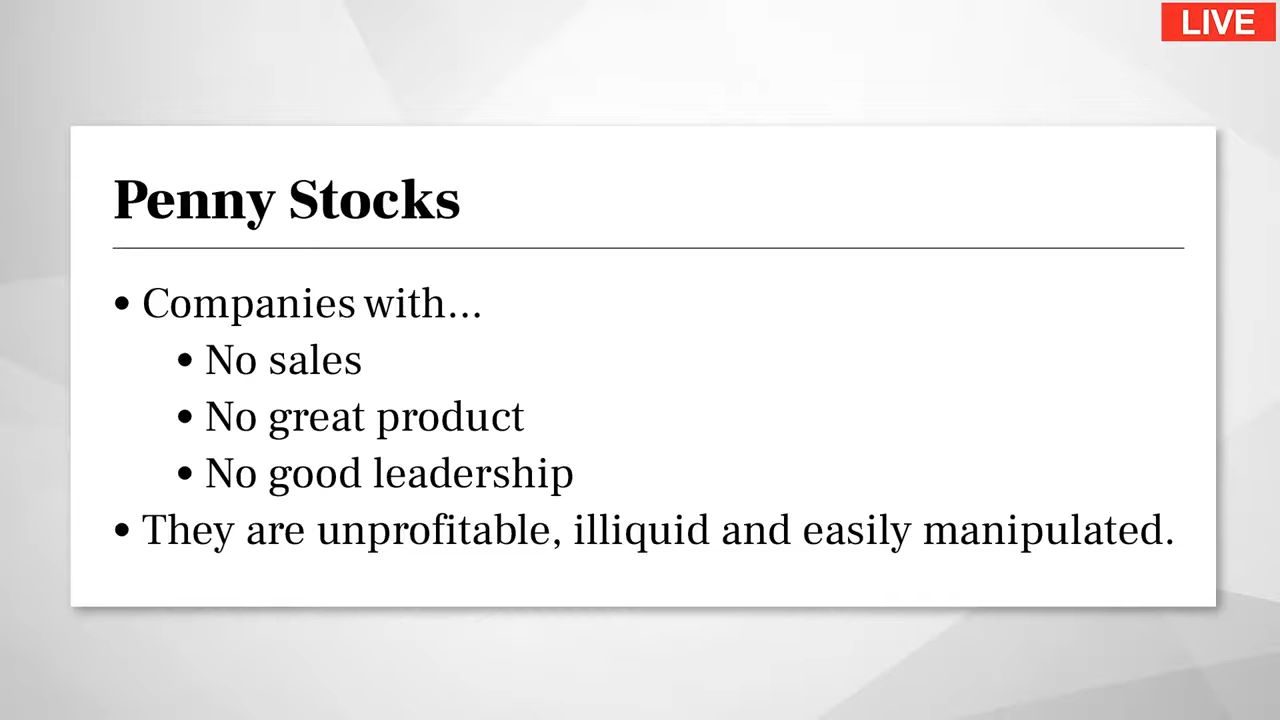 LIVE
Penny Stocks
• Companies with...
• No sales
• No great product
• No good leadership
• They are unprofitable, illiquid and easily manipulated.